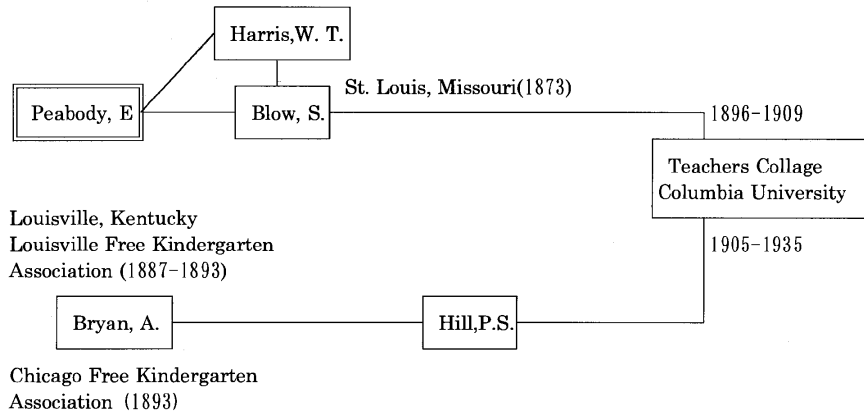 Harris,W. T.
St. Louis, Missouri(1873)
Peabody, E
Blow, S.
1896-1909
Teachers Collage
Columbia University
Louisville, Kentucky
Louisville Free Kindergarten
Association (1887-1893)
1905-1935
Bryan, A.
Hill,P.S.
Chicago Free Kindergarten
Association (1893)